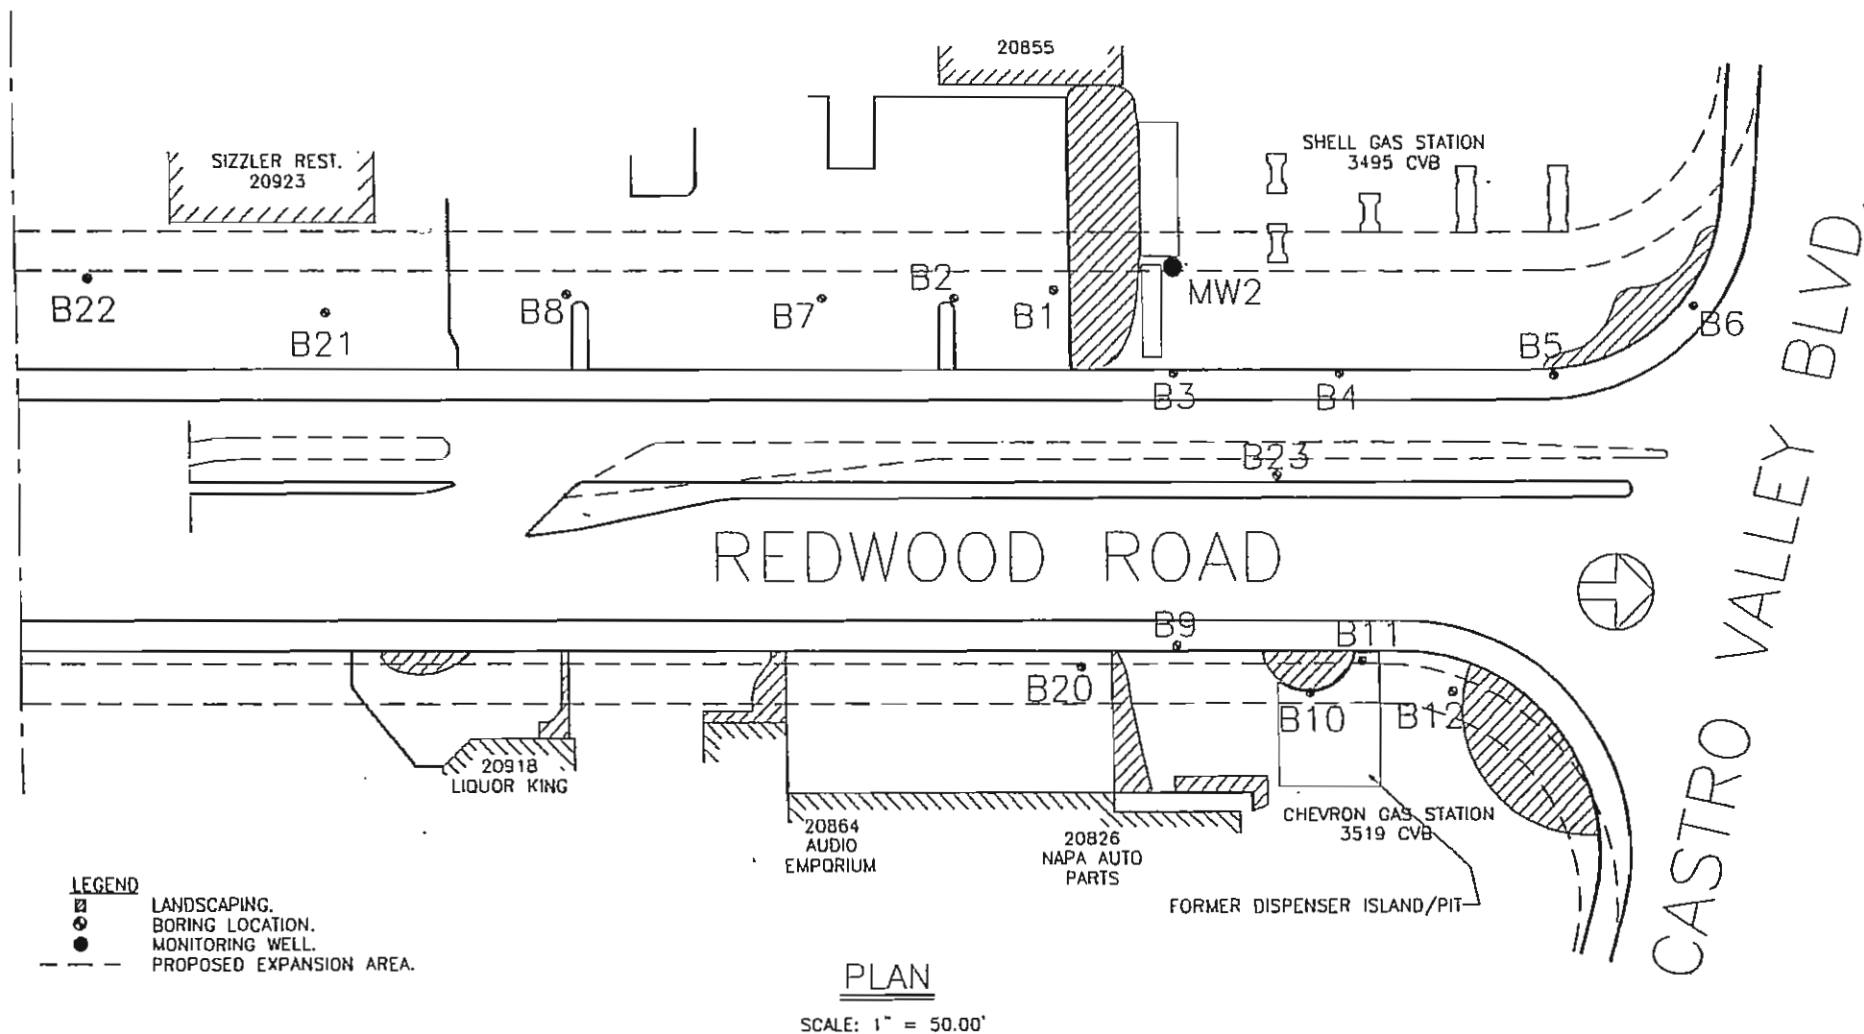 20855
SIZZLER REST.
20923
SHELL GAS STATION
3495 CVB
B22
B21
B8
B7
B2
B1
MW2
B6
B5
B3
B4
B23
REDWOOD ROAD
CASTRO VALLEY BLVD.
B9
B11
B20
B10
B12
20918
LIQUOR KING
20864
AUDIO
EMPORIUM
20826
NAPA AUTO
PARTS
CHEVRON GAS STATION
3519 CVB
FORMER DISPENSER ISLAND/PIT
LEGEND
LANDSCAPING.
BORING LOCATION.
MONITORING WELL.
PROPOSED EXPANSION AREA.
PLAN
SCALE: 1" = 50.00'